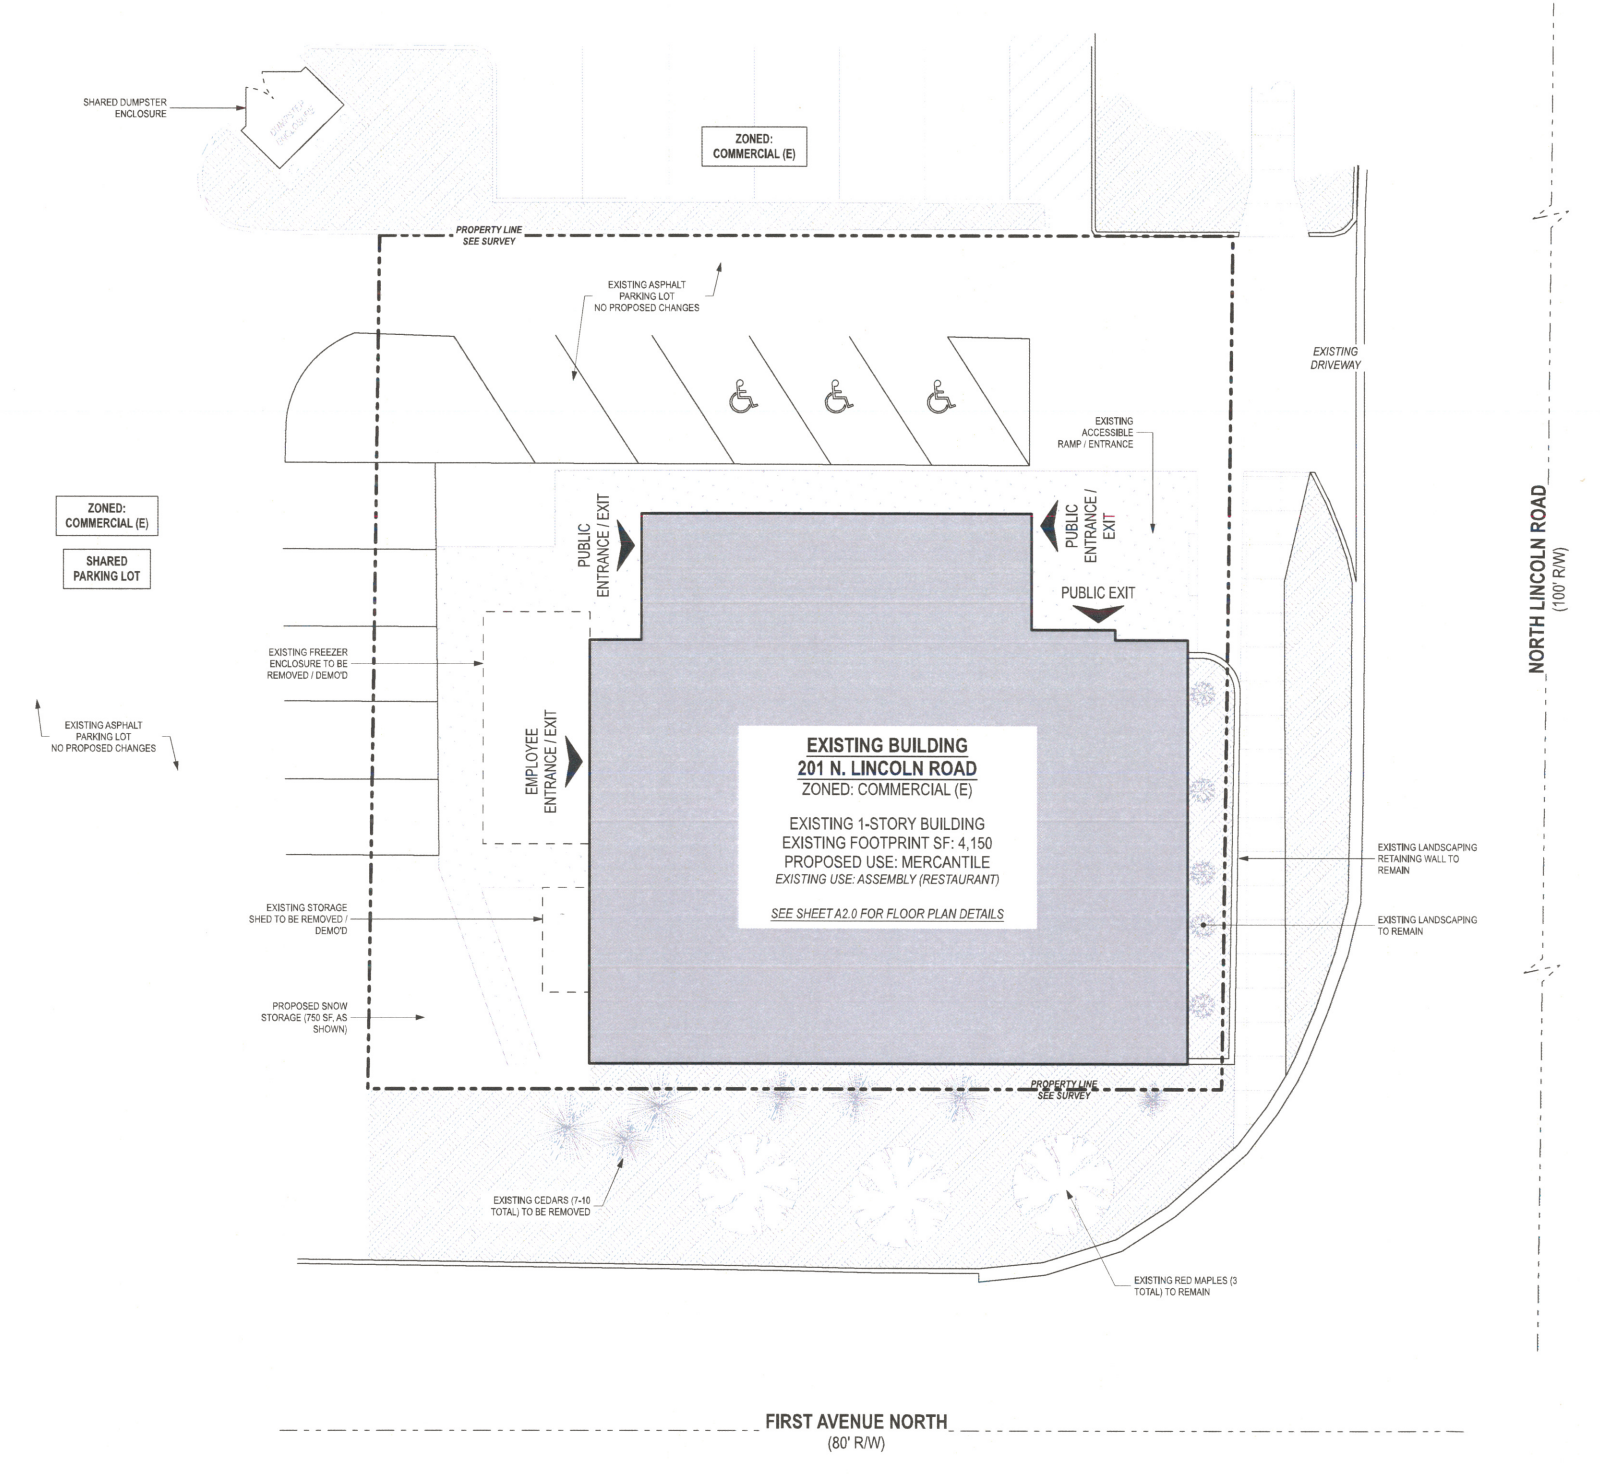 SHARED DUMPSTER
ENCLOSURE
DUMPSTER
ENCLOSURE
ZONED:
COMMERCIAL (E)
PROPERTY LINE
SEE SURVEY
EXISTING ASPHALT
PARKING LOT
NO PROPOSED CHANGES
EXISTING
DRIVEWAY
EXISTING
ACCESSIBLE
RAMP / ENTRANCE
ZONED:
COMMERCIAL (E)
SHARED
PARKING LOT
PUBLIC
ENTRANCE / EXIT
PUBLIC
ENTRANCE /
EXIT
PUBLIC EXIT
NORTH LINCOLN ROAD
(100' R/W)
EXISTING FREEZER
ENCLOSURE TO BE
REMOVED / DEMO'D
EXISTING ASPHALT
PARKING LOT
NO PROPOSED CHANGES
EMPLOYEE
ENTRANCE / EXIT
EXISTING BUILDING
201 N. LINCOLN ROAD
ZONED: COMMERCIAL (E)
EXISTING 1-STORY BUILDING
EXISTING FOOTPRINT SF: 4,150
PROPOSED USE: MERCANTILE
EXISTING USE: ASSEMBLY (RESTAURANT)
SEE SHEET A2.0 FOR FLOOR PLAN DETAILS
EXISTING LANDSCAPING
RETAINING WALL TO
REMAIN
EXISTING STORAGE
SHED TO BE REMOVED /
DEMO'D
EXISTING LANDSCAPING
TO REMAIN
PROPOSED SNOW
STORAGE (750 SF, AS
SHOWN)
PROPERTY LINE
SEE SURVEY
EXISTING CEDARS (7-10
TOTAL) TO BE REMOVED
EXISTING RED MAPLES (3
TOTAL) TO REMAIN
FIRST AVENUE NORTH
(80' R/W)